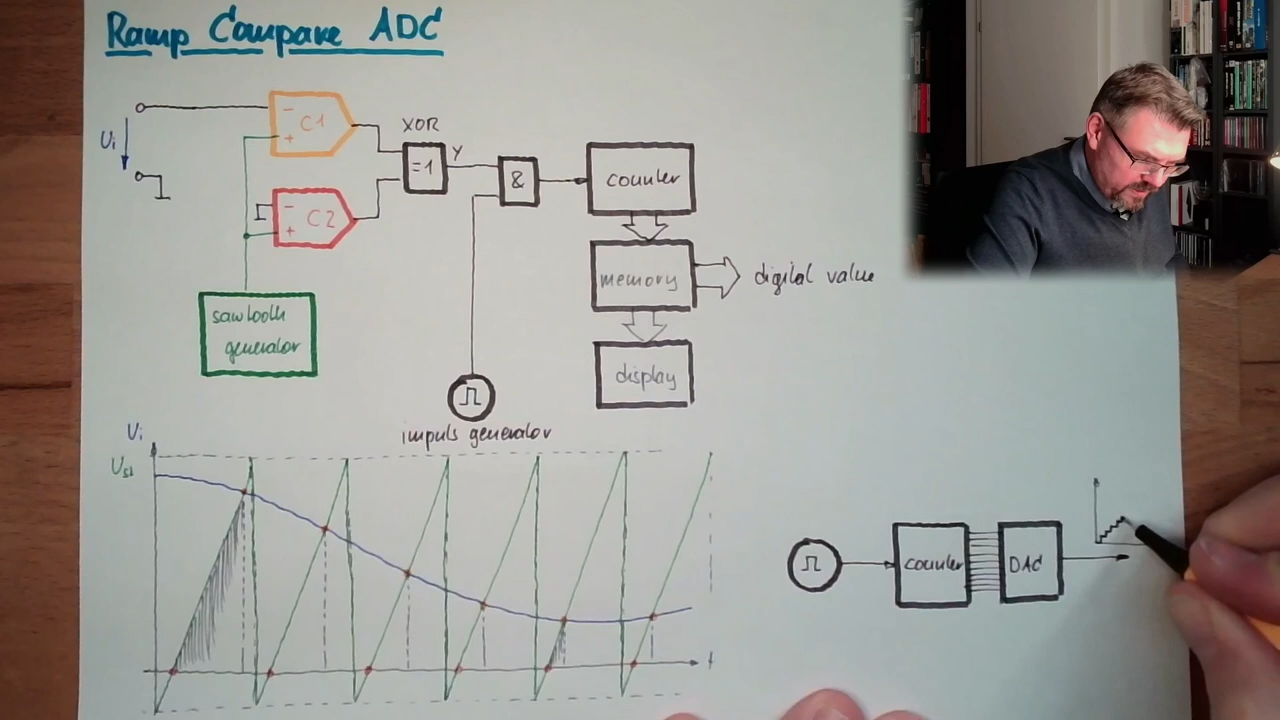 Ramp Compare ADC
Ui
−
+
C1
−
+
C2
XOR
=1
Y
&
counter
memory
digital value
display
sawtooth
generator
impuls generator
Ui
Ust
t
counter
DAC